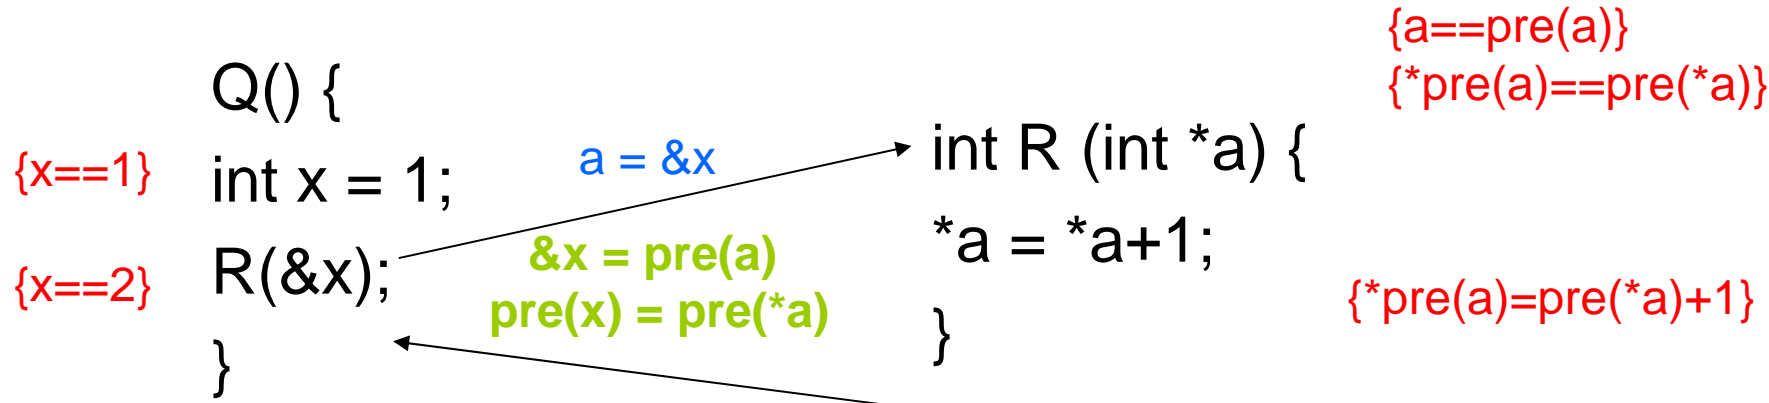 {a==pre(a)}
{*pre(a)==pre(*a)}
Q() {
{x==1}
int x = 1;
a = &x
int R (int *a) {
*a = *a+1;
{x==2}
R(&x);
&x = pre(a)
pre(x) = pre(*a)
{*pre(a)=pre(*a)+1}
}
}